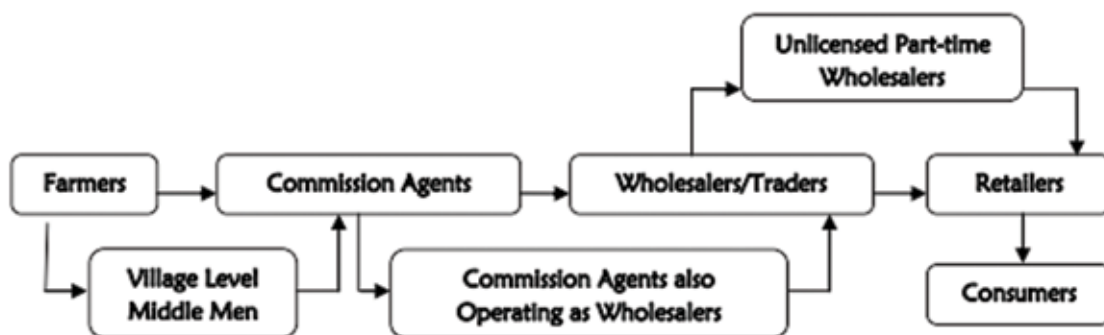 Unlicensed Part-time
Wholesalers
Farmers
Commission Agents
Wholesalers/Traders
Retailers
Village Level
Middle Men
Commission Agents also
Operating as Wholesalers
Consumers